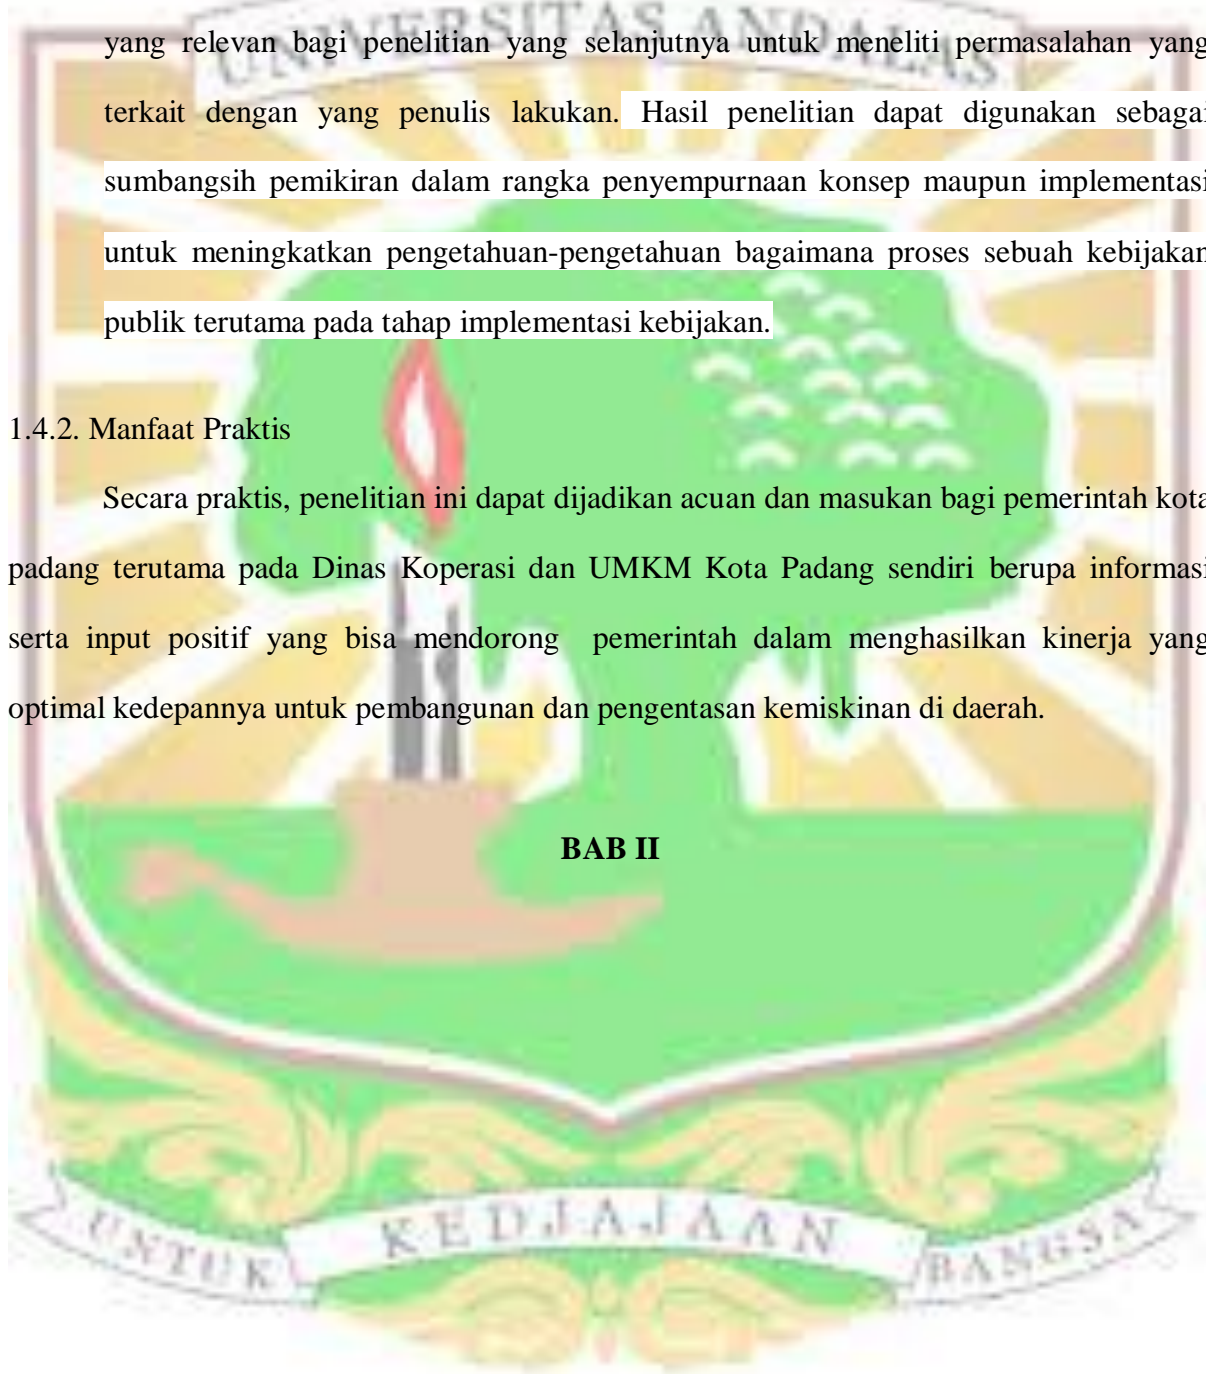 UNIVERSITAS ANDALAS
yang relevan bagi penelitian yang selanjutnya untuk meneliti permasalahan yang
terkait dengan yang penulis lakukan. Hasil penelitian dapat digunakan sebagai
sumbangsih pemikiran dalam rangka penyempurnaan konsep maupun implementasi
untuk meningkatkan pengetahuan-pengetahuan bagaimana proses sebuah kebijakan
publik terutama pada tahap implementasi kebijakan.
1.4.2. Manfaat Praktis
Secara praktis, penelitian ini dapat dijadikan acuan dan masukan bagi pemerintah kota
padang terutama pada Dinas Koperasi dan UMKM Kota Padang sendiri berupa informasi
serta input positif yang bisa mendorong pemerintah dalam menghasilkan kinerja yang
optimal kedepannya untuk pembangunan dan pengentasan kemiskinan di daerah.
BAB II
UNTUK KEDJAJAAN BANGSA